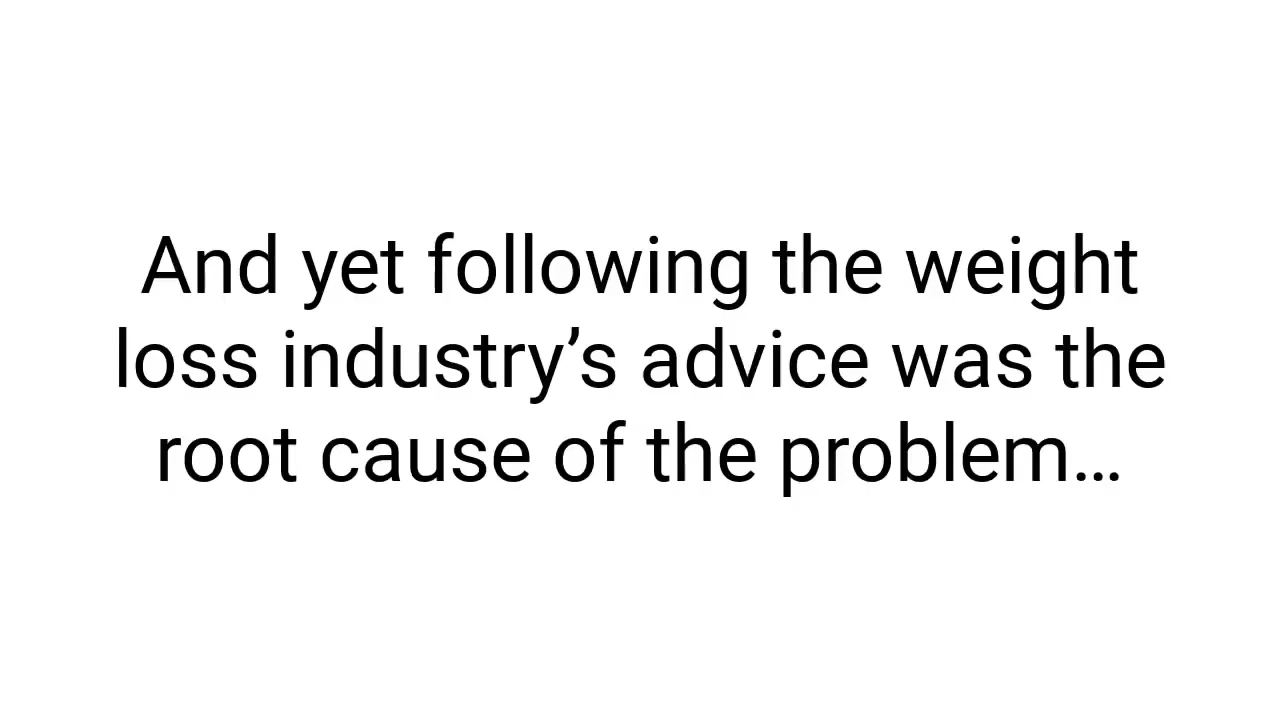 And yet following the weight
loss industry’s advice was the
root cause of the problem…